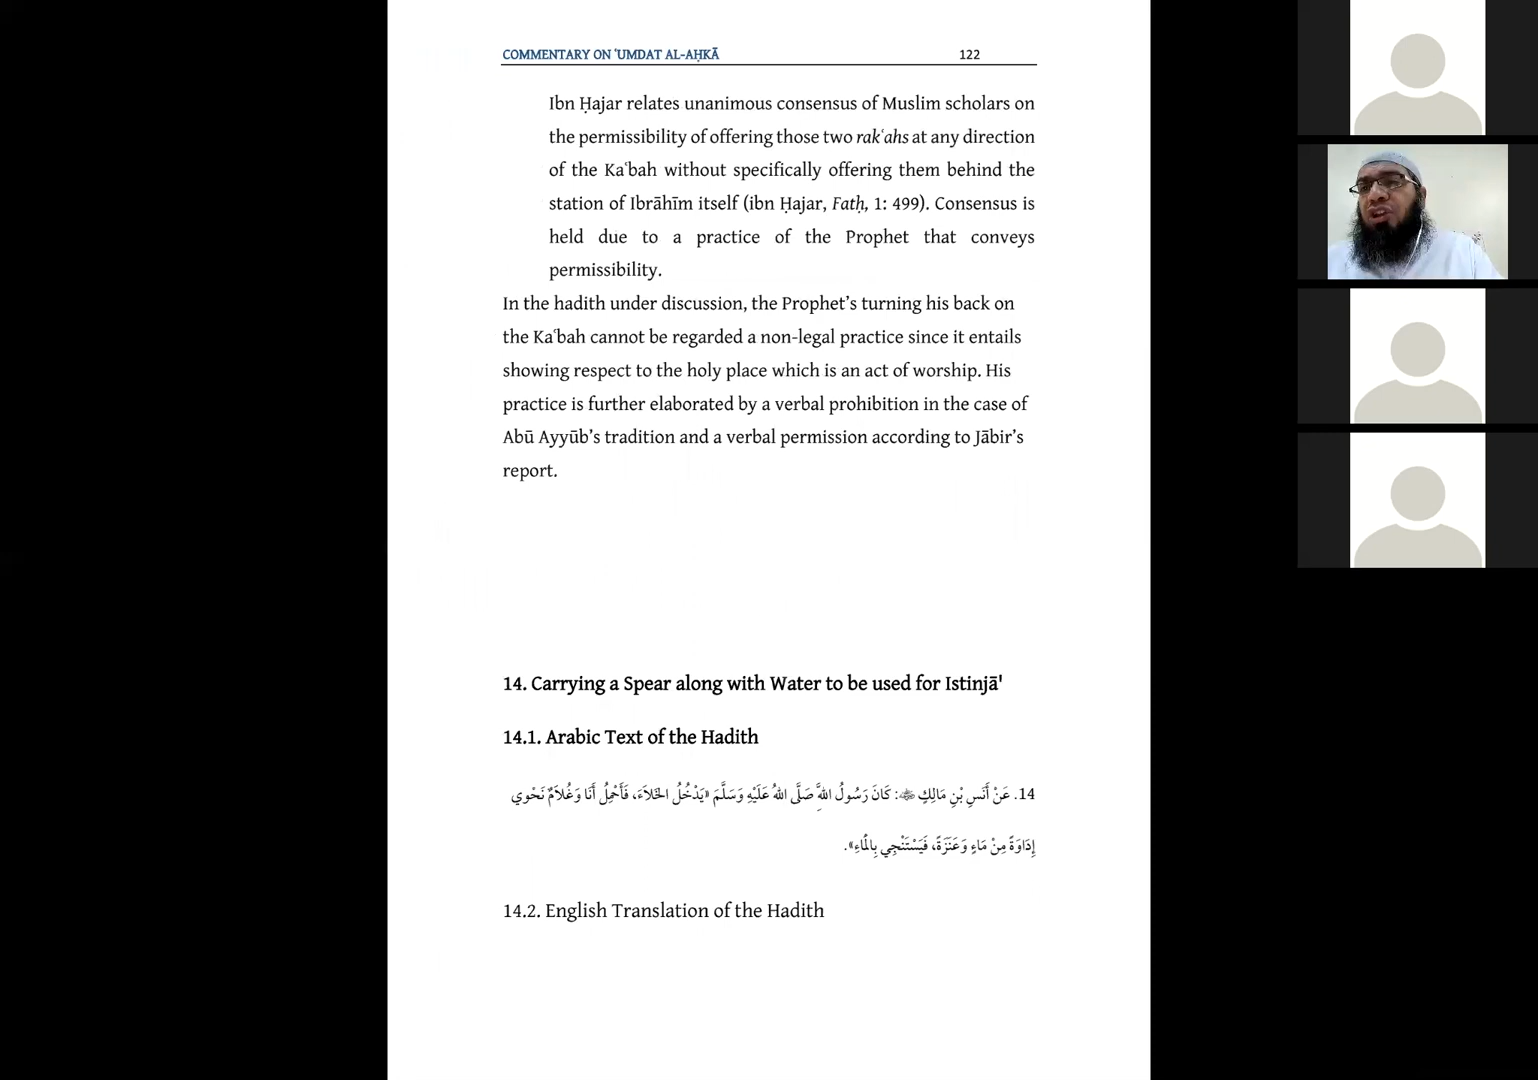 COMMENTARY ON ʿUMDAT AL-AḤKĀ 122
Ibn Ḥajar relates unanimous consensus of Muslim scholars on
the permissibility of offering those two rakʿahs at any direction
of the Kaʿbah without specifically offering them behind the
station of Ibrāhīm itself (ibn Ḥajar, Fatḥ, 1: 499). Consensus is
held due to a practice of the Prophet that conveys
permissibility.
In the hadith under discussion, the Prophet’s turning his back on
the Kaʿbah cannot be regarded a non-legal practice since it entails
showing respect to the holy place which is an act of worship. His
practice is further elaborated by a verbal prohibition in the case of
Abū Ayyūb’s tradition and a verbal permission according to Jābir’s
report.
14. Carrying a Spear along with Water to be used for Istinjā'
14.1. Arabic Text of the Hadith
14. عَنْ أَنَسِ بْنِ مَالِكٍ ﵁: كَانَ رَسُولُ اللَّهِ صَلَّى اللهُ عَلَيْهِ وَسَلَّمَ «يَدْخُلُ الخَلاَءَ، فَأَحْمِلُ أَنَا وَغُلاَمٌ نَحْوِي
إِدَاوَةً مِنْ مَاءٍ وَعَنَزَةً، فَيَسْتَنْجِي بِالْمَاءِ».
14.2. English Translation of the Hadith